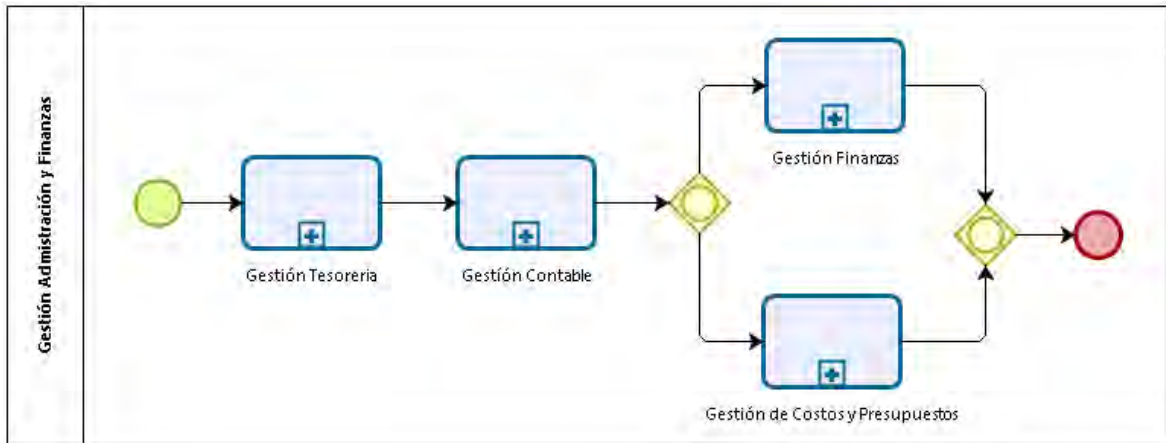 Gestión Admistración y Finanzas
Gestión Tesoreria
Gestión Contable
Gestión Finanzas
Gestión de Costos y Presupuestos